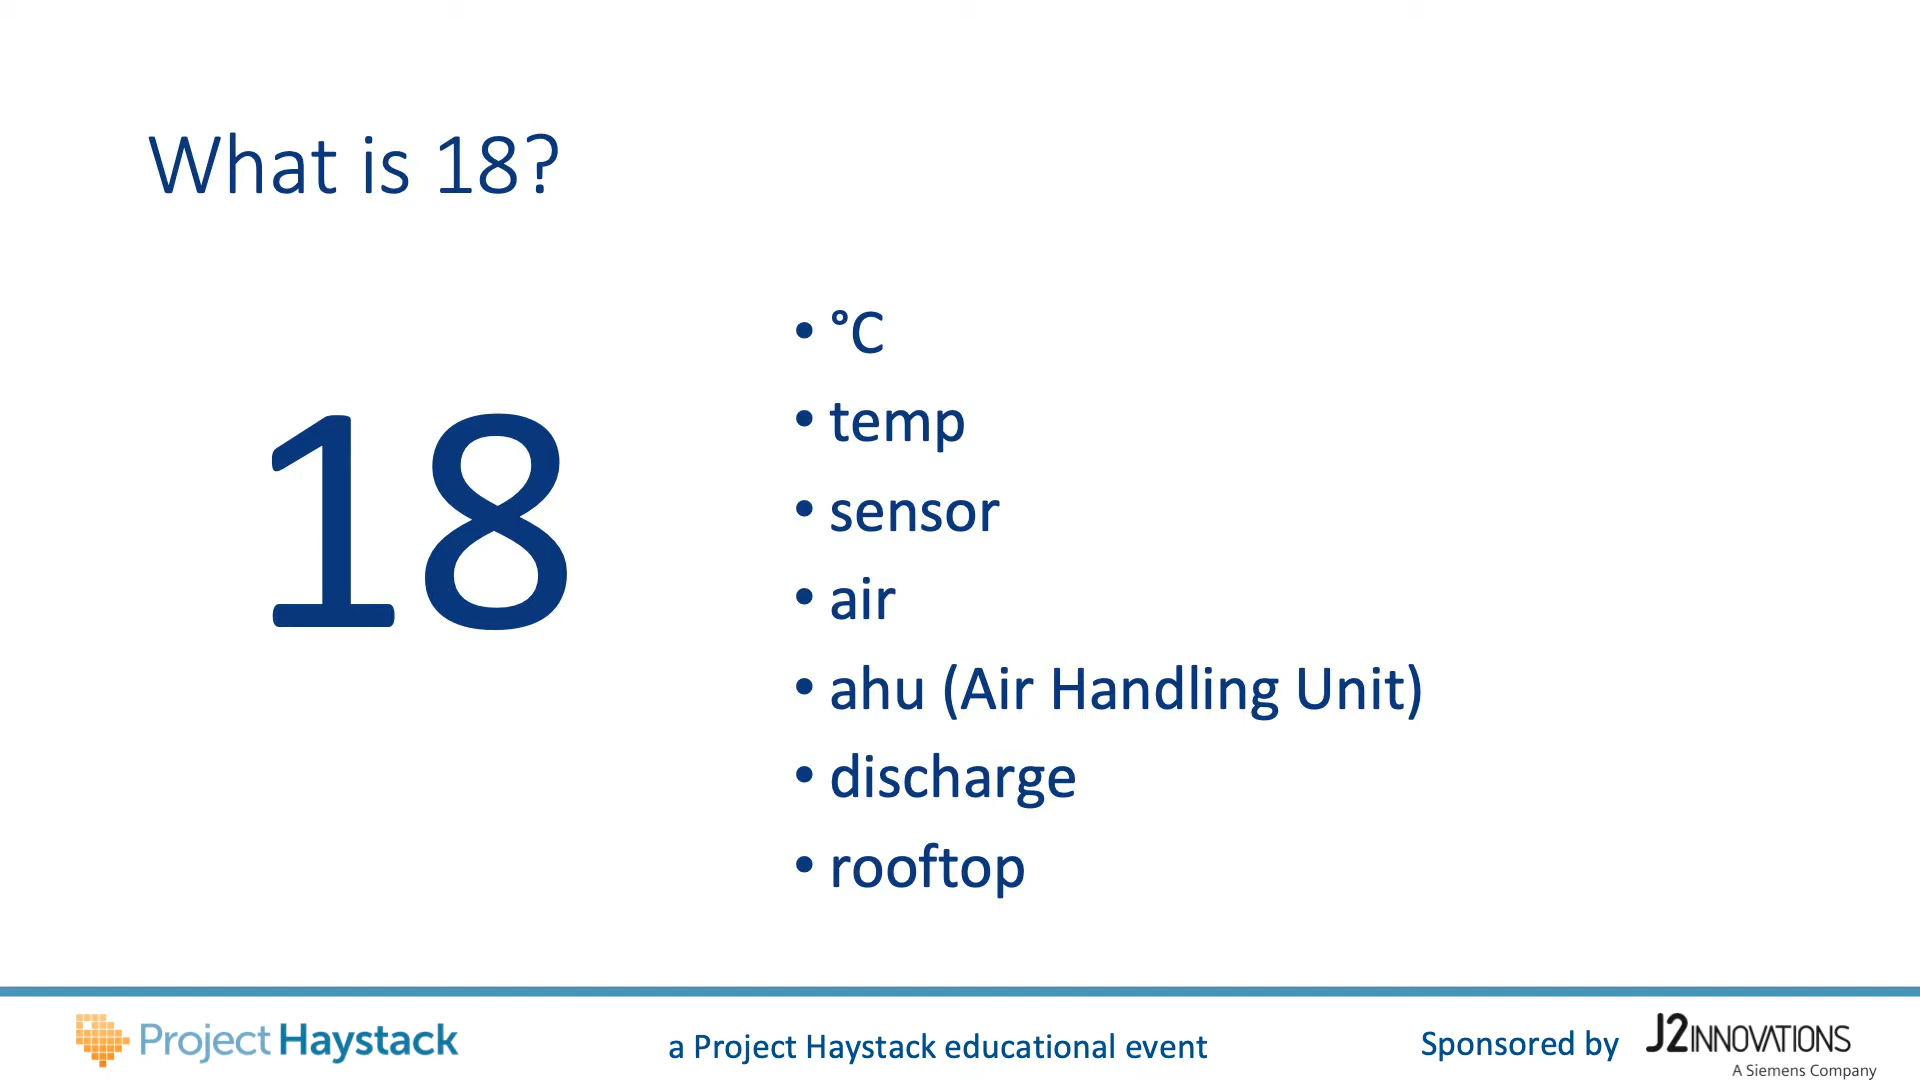 What is 18?
18
• °C
• temp
• sensor
• air
• ahu (Air Handling Unit)
• discharge
• rooftop
Project Haystack
a Project Haystack educational event
Sponsored by
J2INNOVATIONS
A Siemens Company